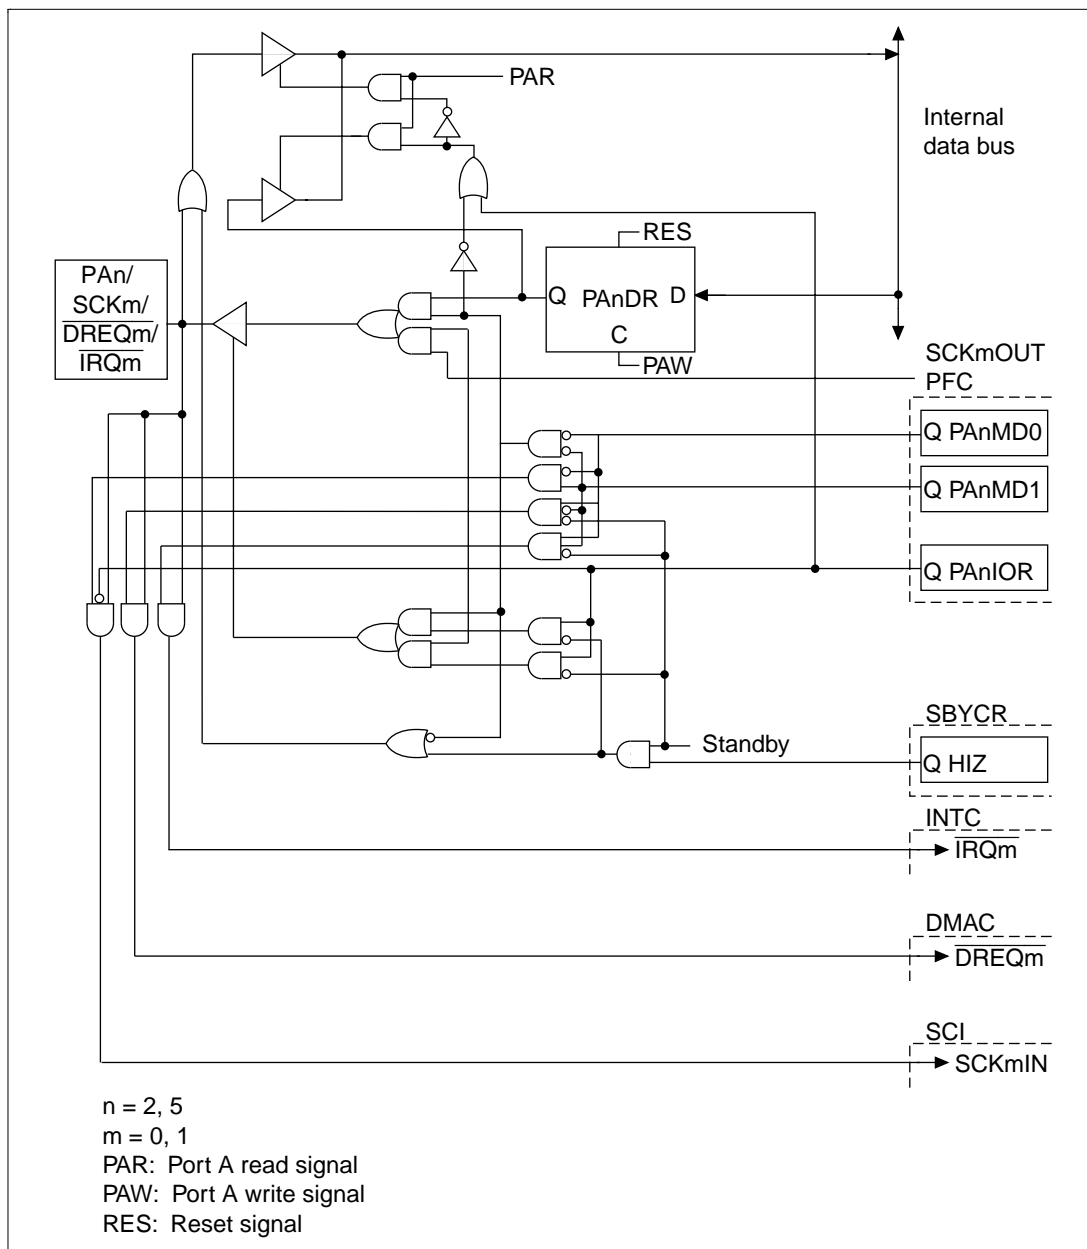 PAR
Internal
data bus
RES
PAn/
SCKm/
DREQm/
IRQm
Q PAnDR D
C
PAW
SCKmOUT
PFC
Q PAnMD0
Q PAnMD1
Q PAnIOR
SBYCR
Standby
Q HIZ
INTC
IRQm
DMAC
DREQm
SCI
SCKmIN
n = 2, 5
m = 0, 1
PAR: Port A read signal
PAW: Port A write signal
RES: Reset signal